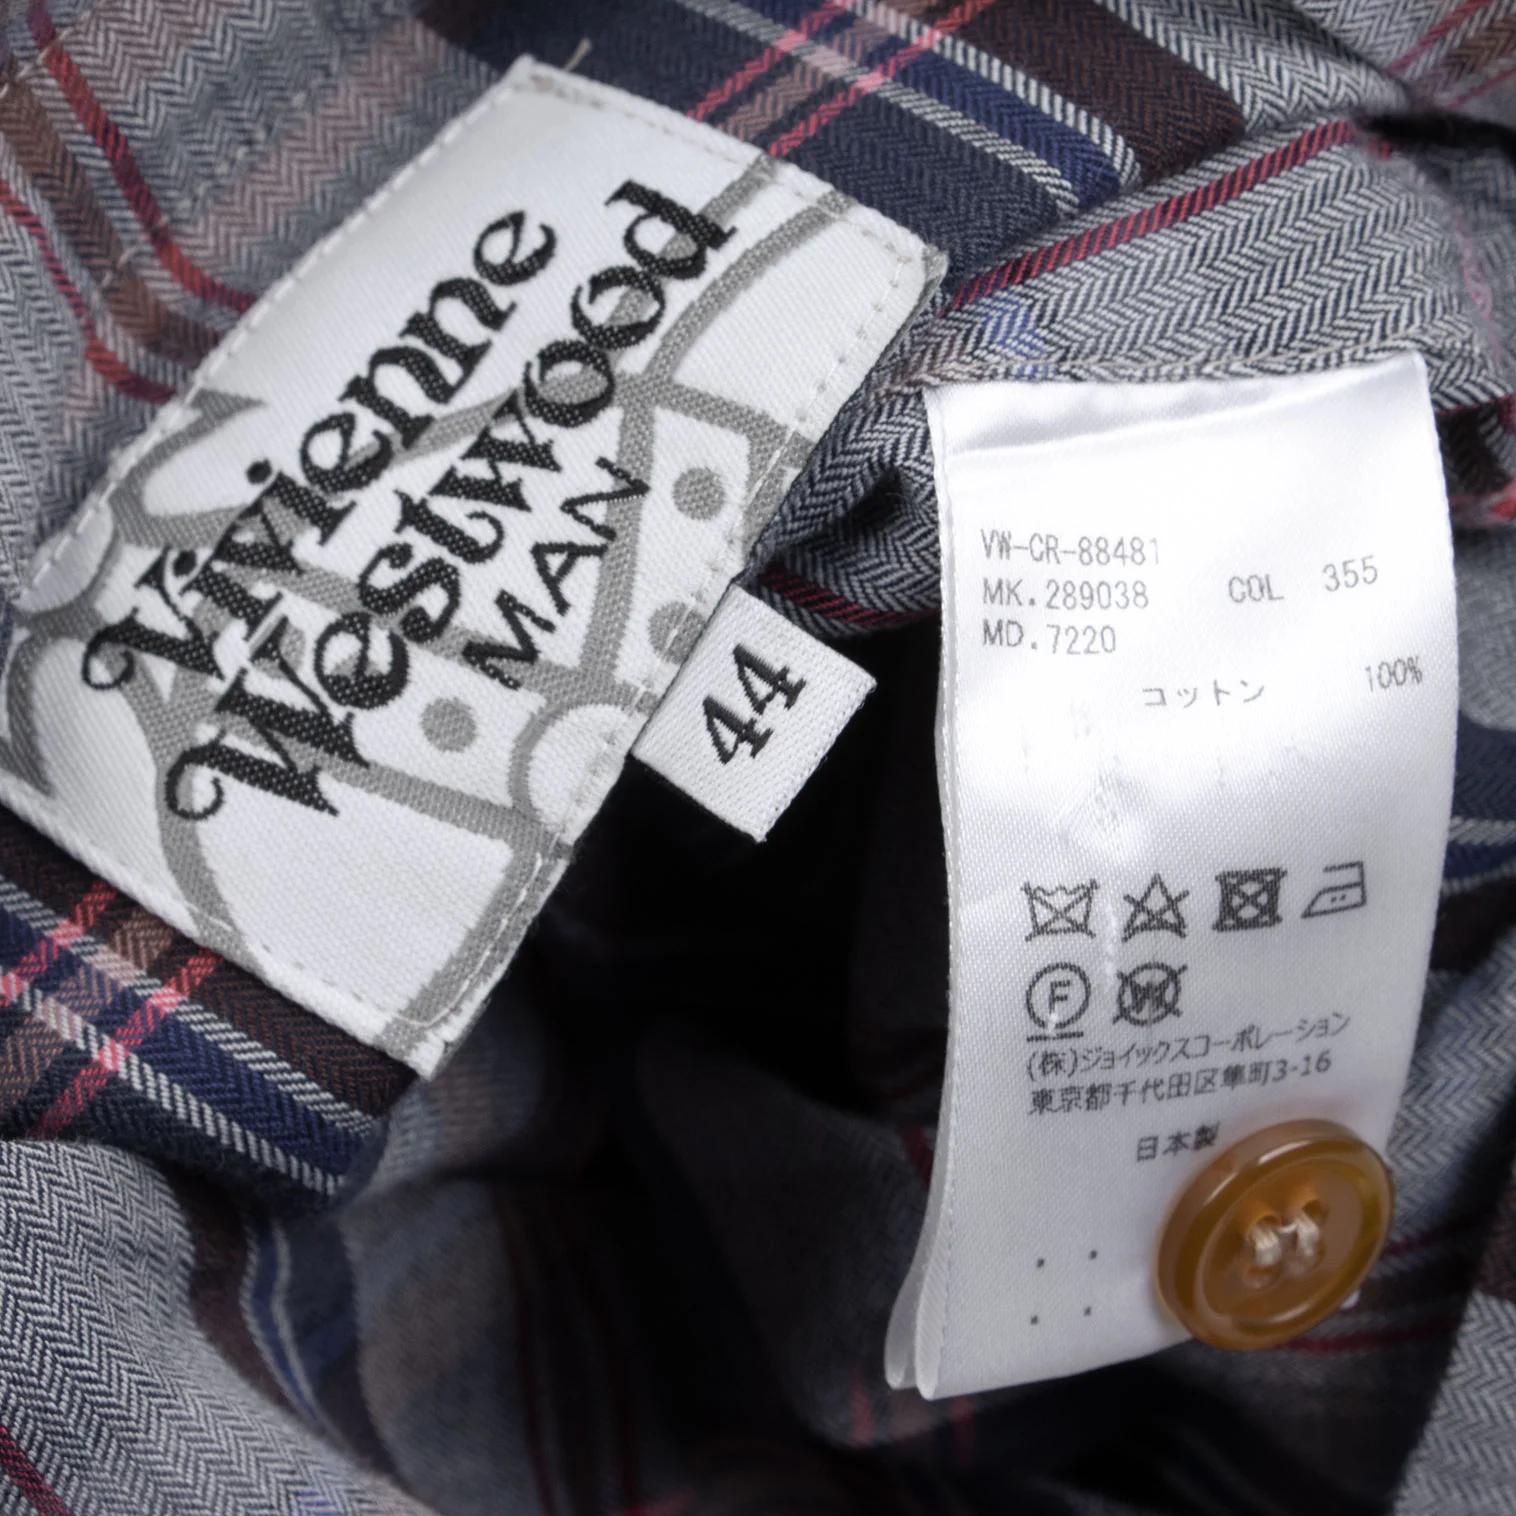 Vivienne
Westwood
MAN
44
VW-CR-88481
MK.289038 COL 355
MD.7220
コットン 100%
F
W
(株)ジョイックスコーポレーション
東京都千代田区隼町3-16
日本製